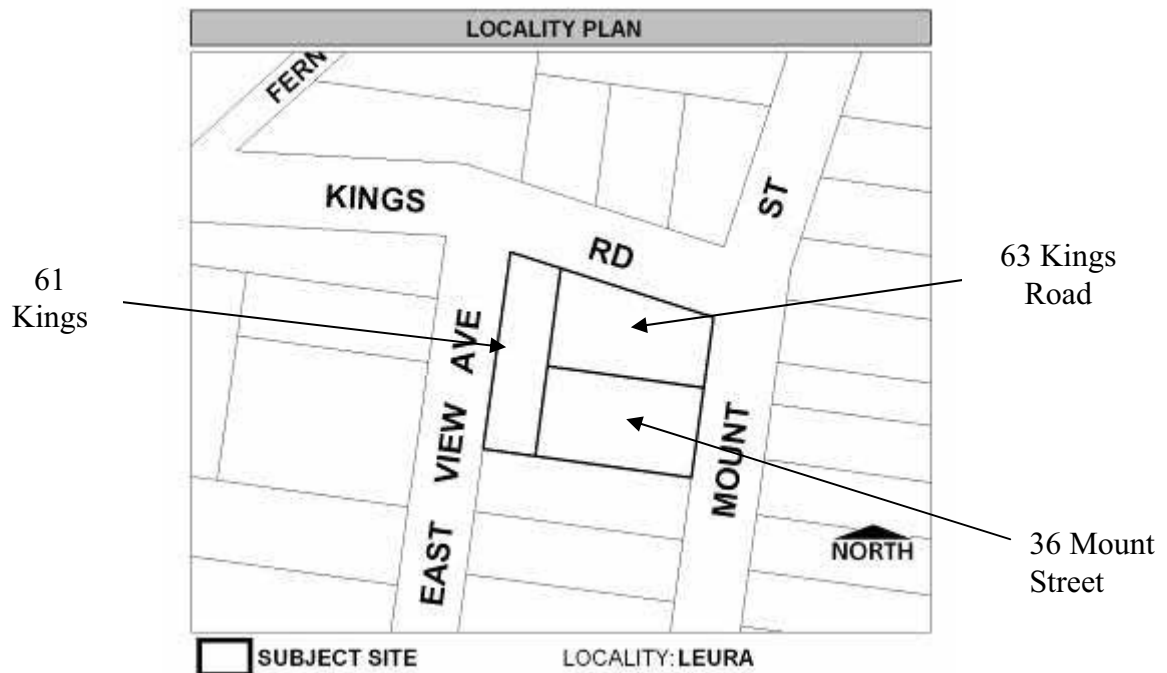 LOCALITY PLAN
FERN
KINGS
RD
ST
61
Kings
63 Kings
Road
EAST VIEW AVE
MOUNT
NORTH
36 Mount
Street
SUBJECT SITE
LOCALITY: LEURA